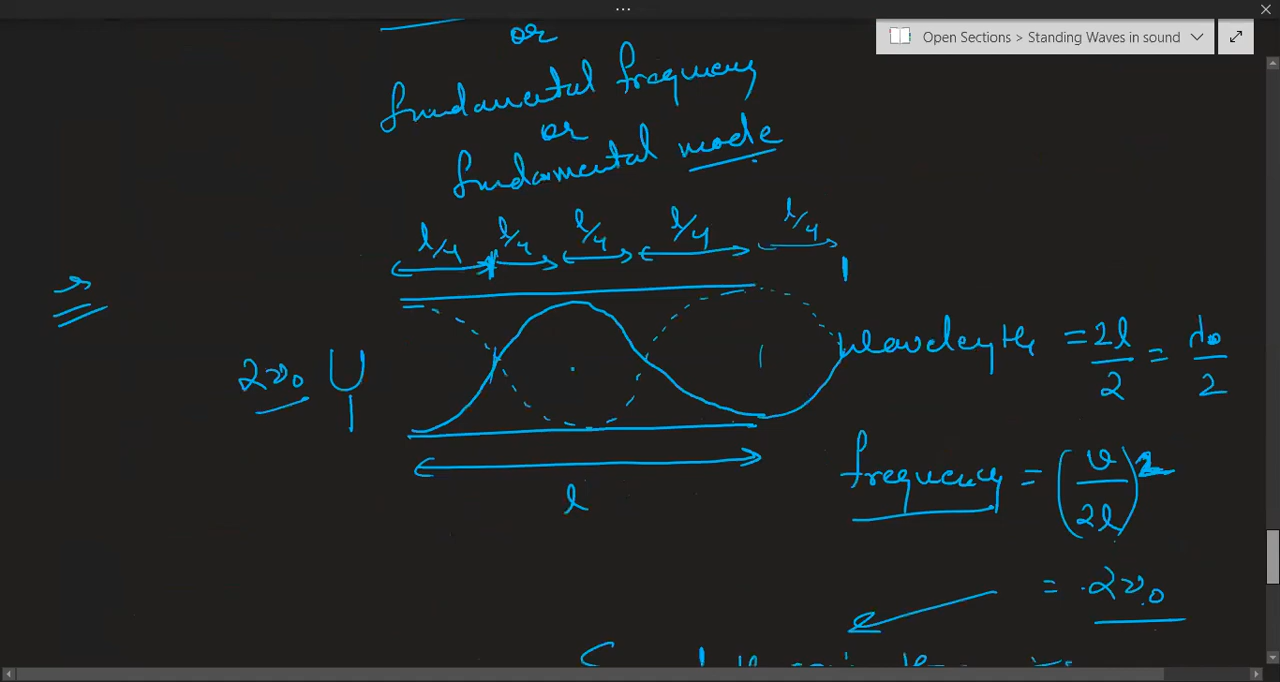 ...
Open Sections > Standing Waves in sound
or
fundamental frequency
or
fundamental mode
l/4 l/4 l/4 l/4 l/4
2ν₀
wavelength = 2l/2 = λ₀/2
frequency = (v/2l)2
l
= 2ν₀